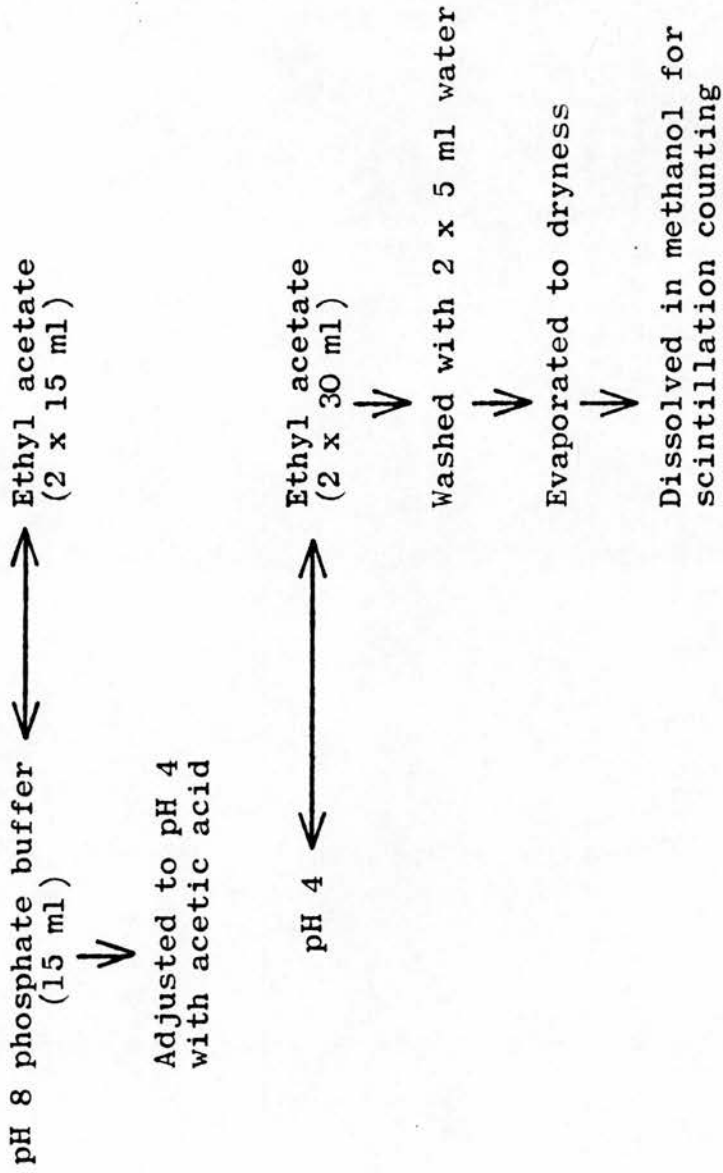 pH 8 phosphate buffer
(15 ml)
Ethyl acetate
(2 x 15 ml)
Adjusted to pH 4
with acetic acid
pH 4
Ethyl acetate
(2 x 30 ml)
Washed with 2 x 5 ml water
Evaporated to dryness
Dissolved in methanol for
scintillation counting